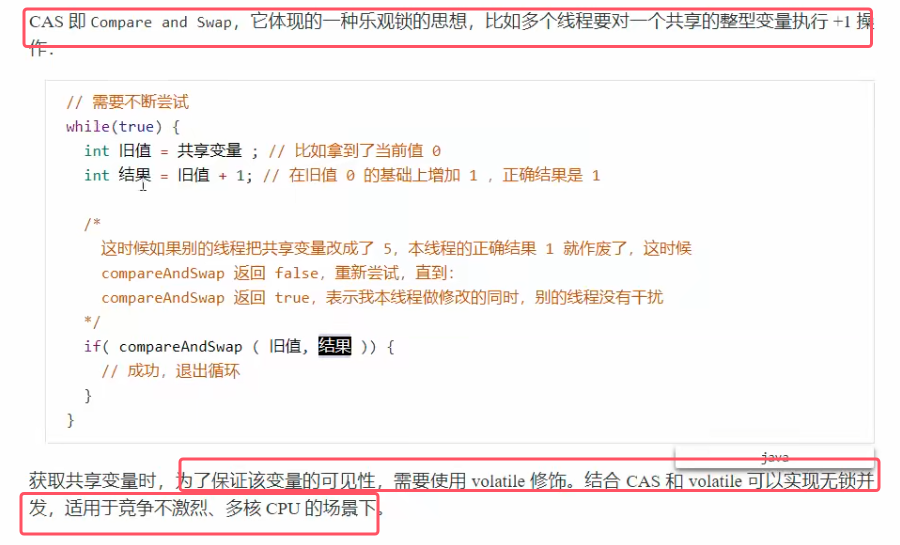 CAS 即 Compare and Swap，它体现的一种乐观锁的思想，比如多个线程要对一个共享的整型变量执行 +1 操
作：
// 需要不断尝试
while(true) {
int 旧值 = 共享变量 ; // 比如拿到了当前值 0
int 结果 = 旧值 + 1; // 在旧值 0 的基础上增加 1 ，正确结果是 1
/*
这时候如果别的线程把共享变量改成了 5，本线程的正确结果 1 就作废了，这时候
compareAndSwap 返回 false，重新尝试，直到：
compareAndSwap 返回 true，表示我本线程做修改的同时，别的线程没有干扰
*/
if( compareAndSwap ( 旧值, 结果 )) {
// 成功，退出循环
}
}
java
获取共享变量时，为了保证该变量的可见性，需要使用 volatile 修饰。结合 CAS 和 volatile 可以实现无锁并
发，适用于竞争不激烈、多核 CPU 的场景下。